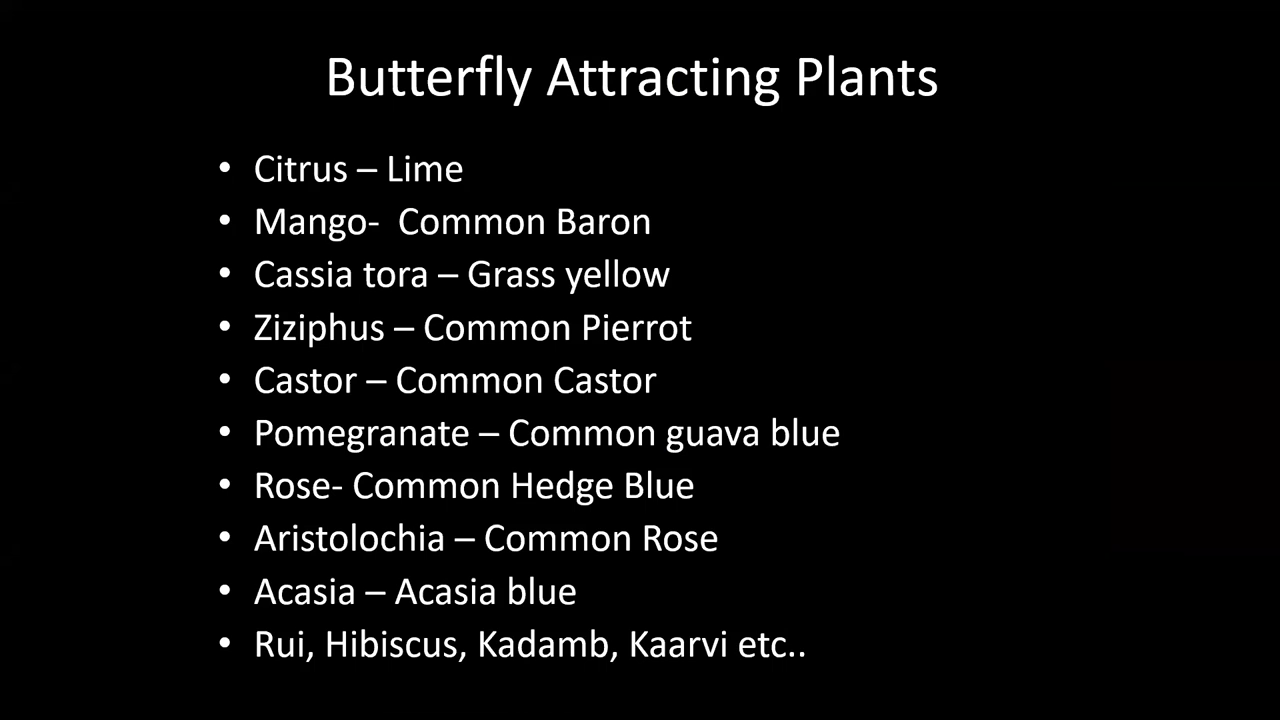 Butterfly Attracting Plants
• Citrus – Lime
• Mango-  Common Baron
• Cassia tora – Grass yellow
• Ziziphus – Common Pierrot
• Castor – Common Castor
• Pomegranate – Common guava blue
• Rose- Common Hedge Blue
• Aristolochia – Common Rose
• Acasia – Acasia blue
• Rui, Hibiscus, Kadamb, Kaarvi etc..